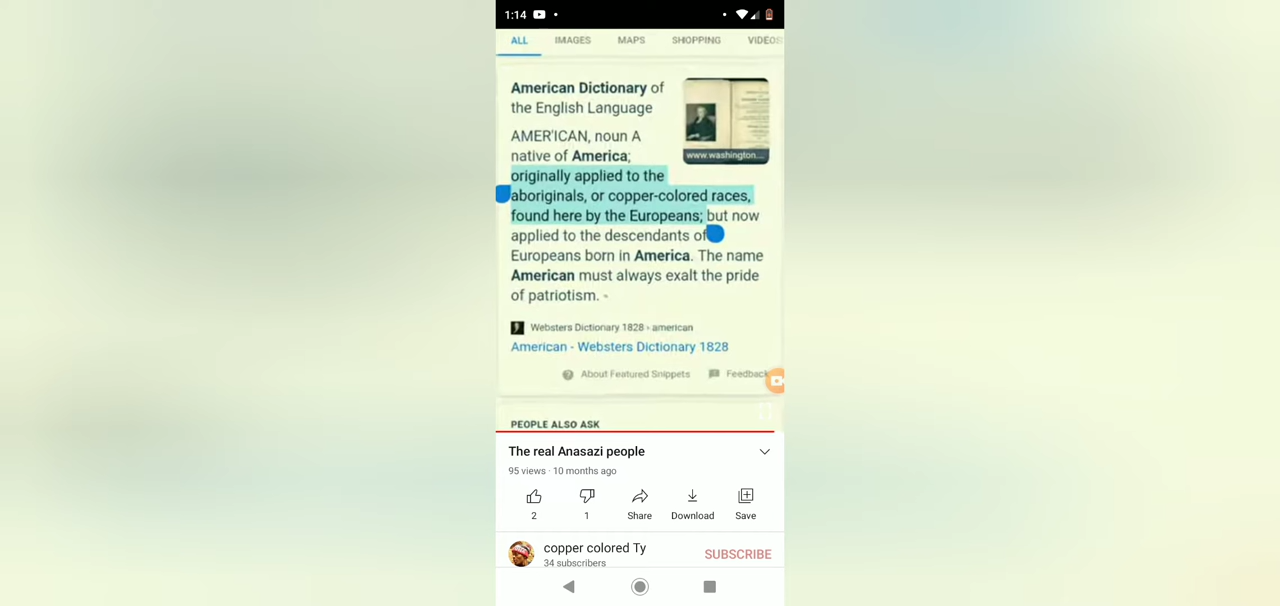 1:14
ALL IMAGES MAPS SHOPPING VIDEOS
American Dictionary of
the English Language
AMER'ICAN, noun A
native of America;
originally applied to the
aboriginals, or copper-colored races,
found here by the Europeans; but now
applied to the descendants of
Europeans born in America. The name
American must always exalt the pride
of patriotism.
www.washington...
Websters Dictionary 1828 › american
American - Websters Dictionary 1828
About Featured Snippets Feedback
PEOPLE ALSO ASK
The real Anasazi people
95 views · 10 months ago
2 1 Share Download Save
copper colored Ty SUBSCRIBE
34 subscribers